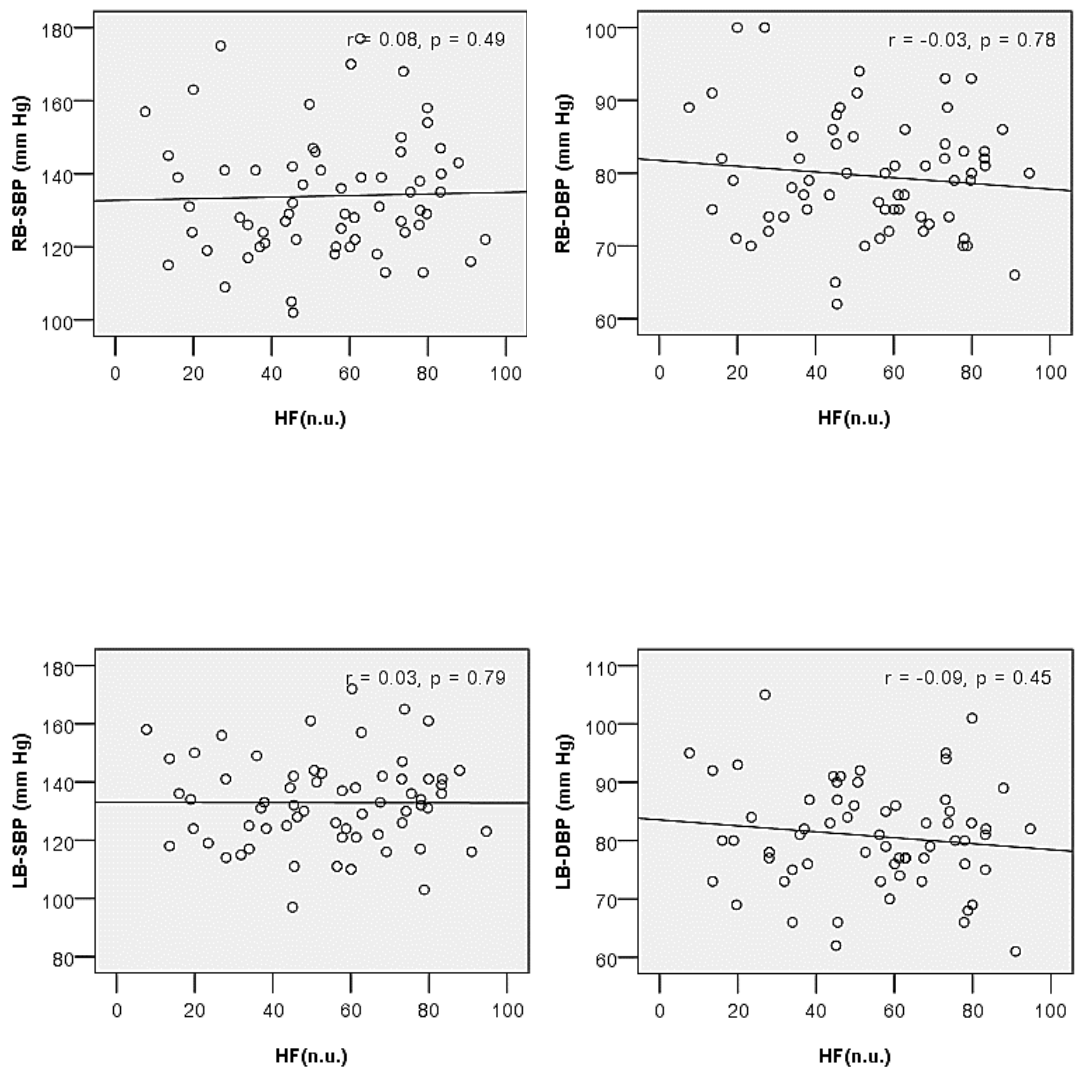 r = 0.08, p = 0.49
180
160
140
120
100
RB-SBP (mm Hg)
0 20 40 60 80 100
HF(n.u.)
r = -0.03, p = 0.78
100
90
80
70
60
RB-DBP (mm Hg)
0 20 40 60 80 100
HF(n.u.)
r = 0.03, p = 0.79
180
160
140
120
100
80
LB-SBP (mm Hg)
0 20 40 60 80 100
HF(n.u.)
r = -0.09, p = 0.45
110
100
90
80
70
60
LB-DBP (mm Hg)
0 20 40 60 80 100
HF(n.u.)